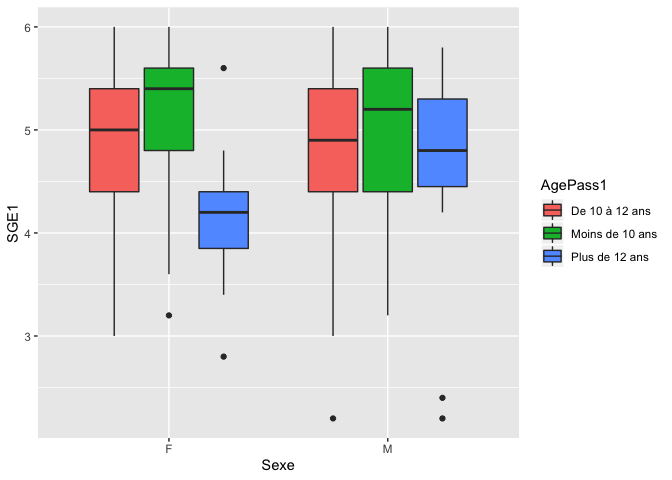 6
5
4
3
SGE1
F
M
Sexe
AgePass1
De 10 à 12 ans
Moins de 10 ans
Plus de 12 ans